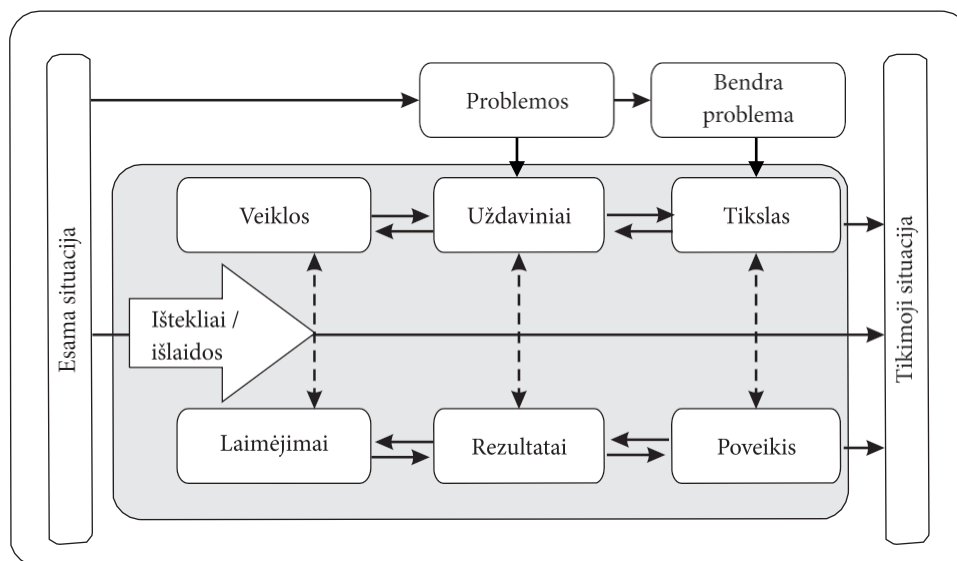 Esama situacija
Problemos
Bendra
problema
Veiklos
Uždaviniai
Tikslas
Ištekliai /
išlaidos
Laimėjimai
Rezultatai
Poveikis
Tikimoji situacija